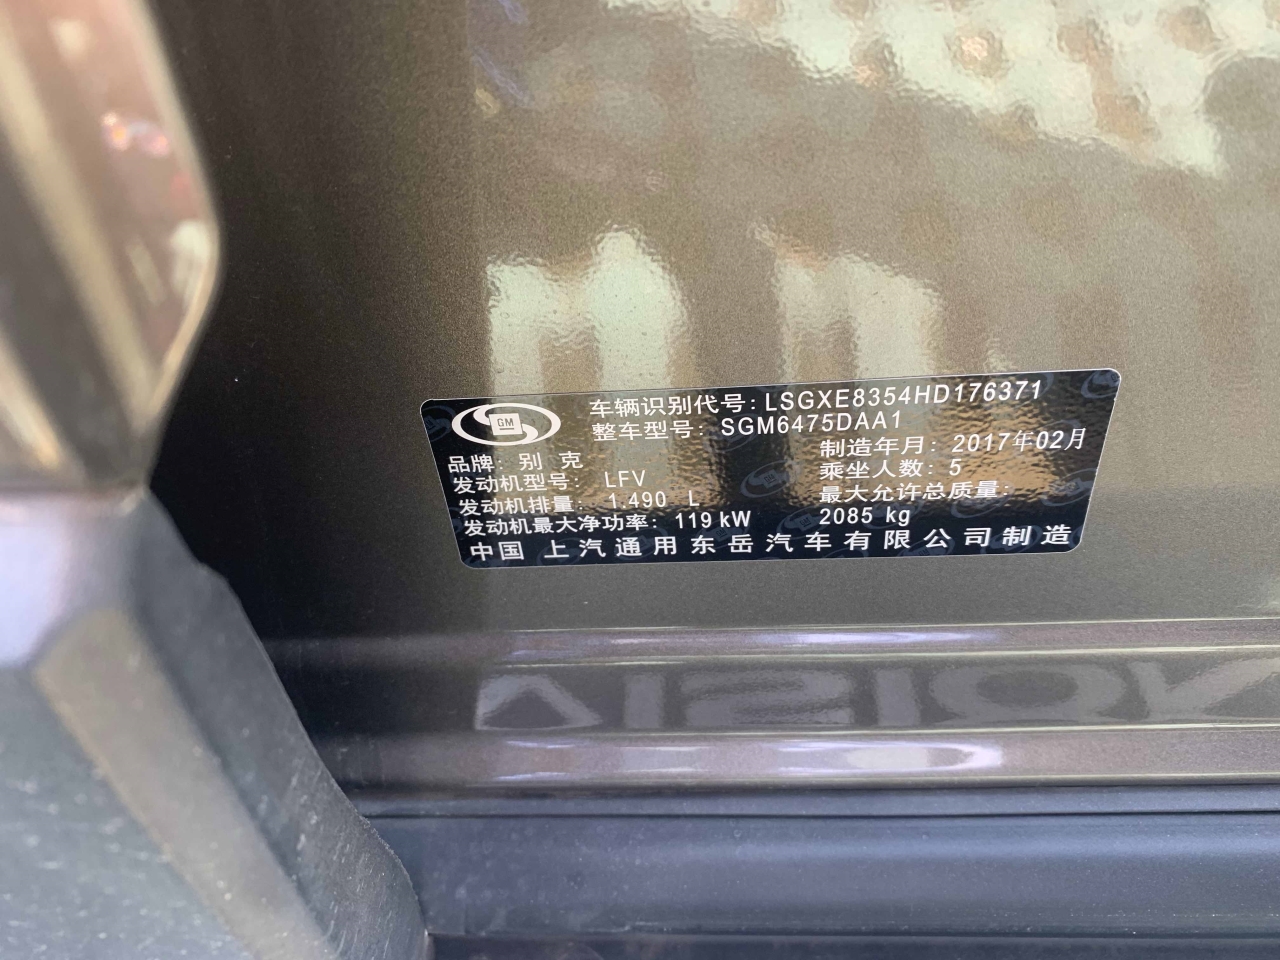 GM
车辆识别代号: LSGXE8354HD176371
整车型号: SGM6475DAA1
品牌: 别 克
制造年月: 2017年02月
发动机型号: LFV
乘坐人数: 5
发动机排量: 1.490 L
最大允许总质量:
发动机最大净功率: 119 kW
2085 kg
中国 上汽通用东岳汽车有限公司制造